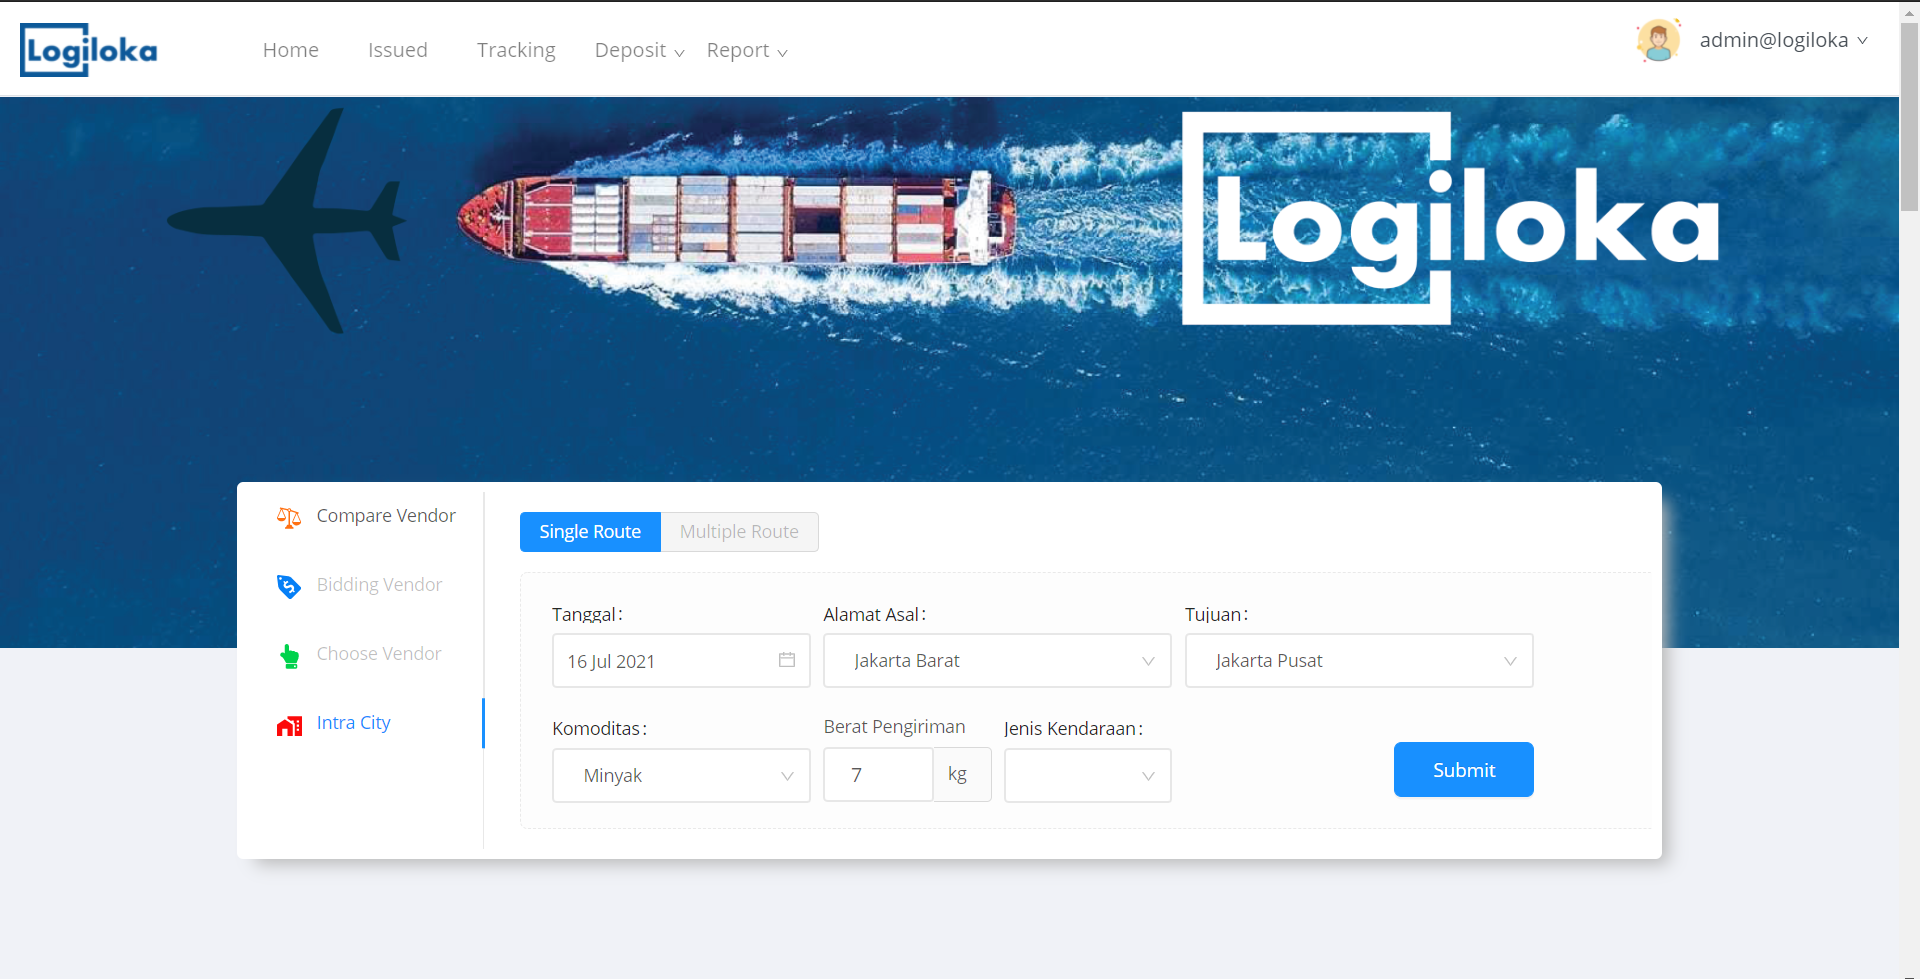 Logiloka
Home
Issued
Tracking
Deposit
Report
admin@logiloka
Logiloka
Compare Vendor
Bidding Vendor
Choose Vendor
Intra City
Single Route
Multiple Route
Tanggal:
Alamat Asal:
Tujuan:
16 Jul 2021
Jakarta Barat
Jakarta Pusat
Komoditas:
Berat Pengiriman
Jenis Kendaraan:
Minyak
7
kg
Submit